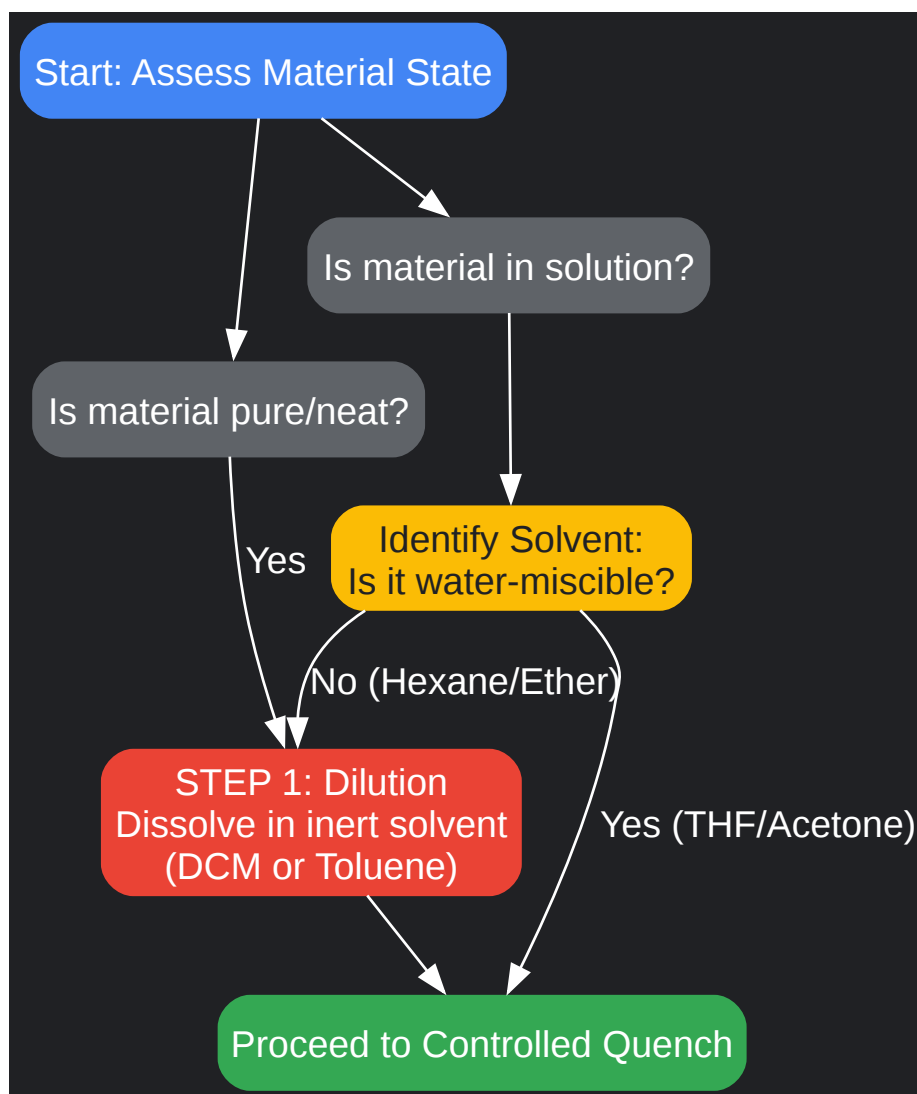 Start: Assess Material State
Is material in solution?
Is material pure/neat?
Identify Solvent:
Is it water-miscible?
Yes
No (Hexane/Ether)
STEP 1: Dilution
Dissolve in inert solvent
(DCM or Toluene)
Yes (THF/Acetone)
Proceed to Controlled Quench